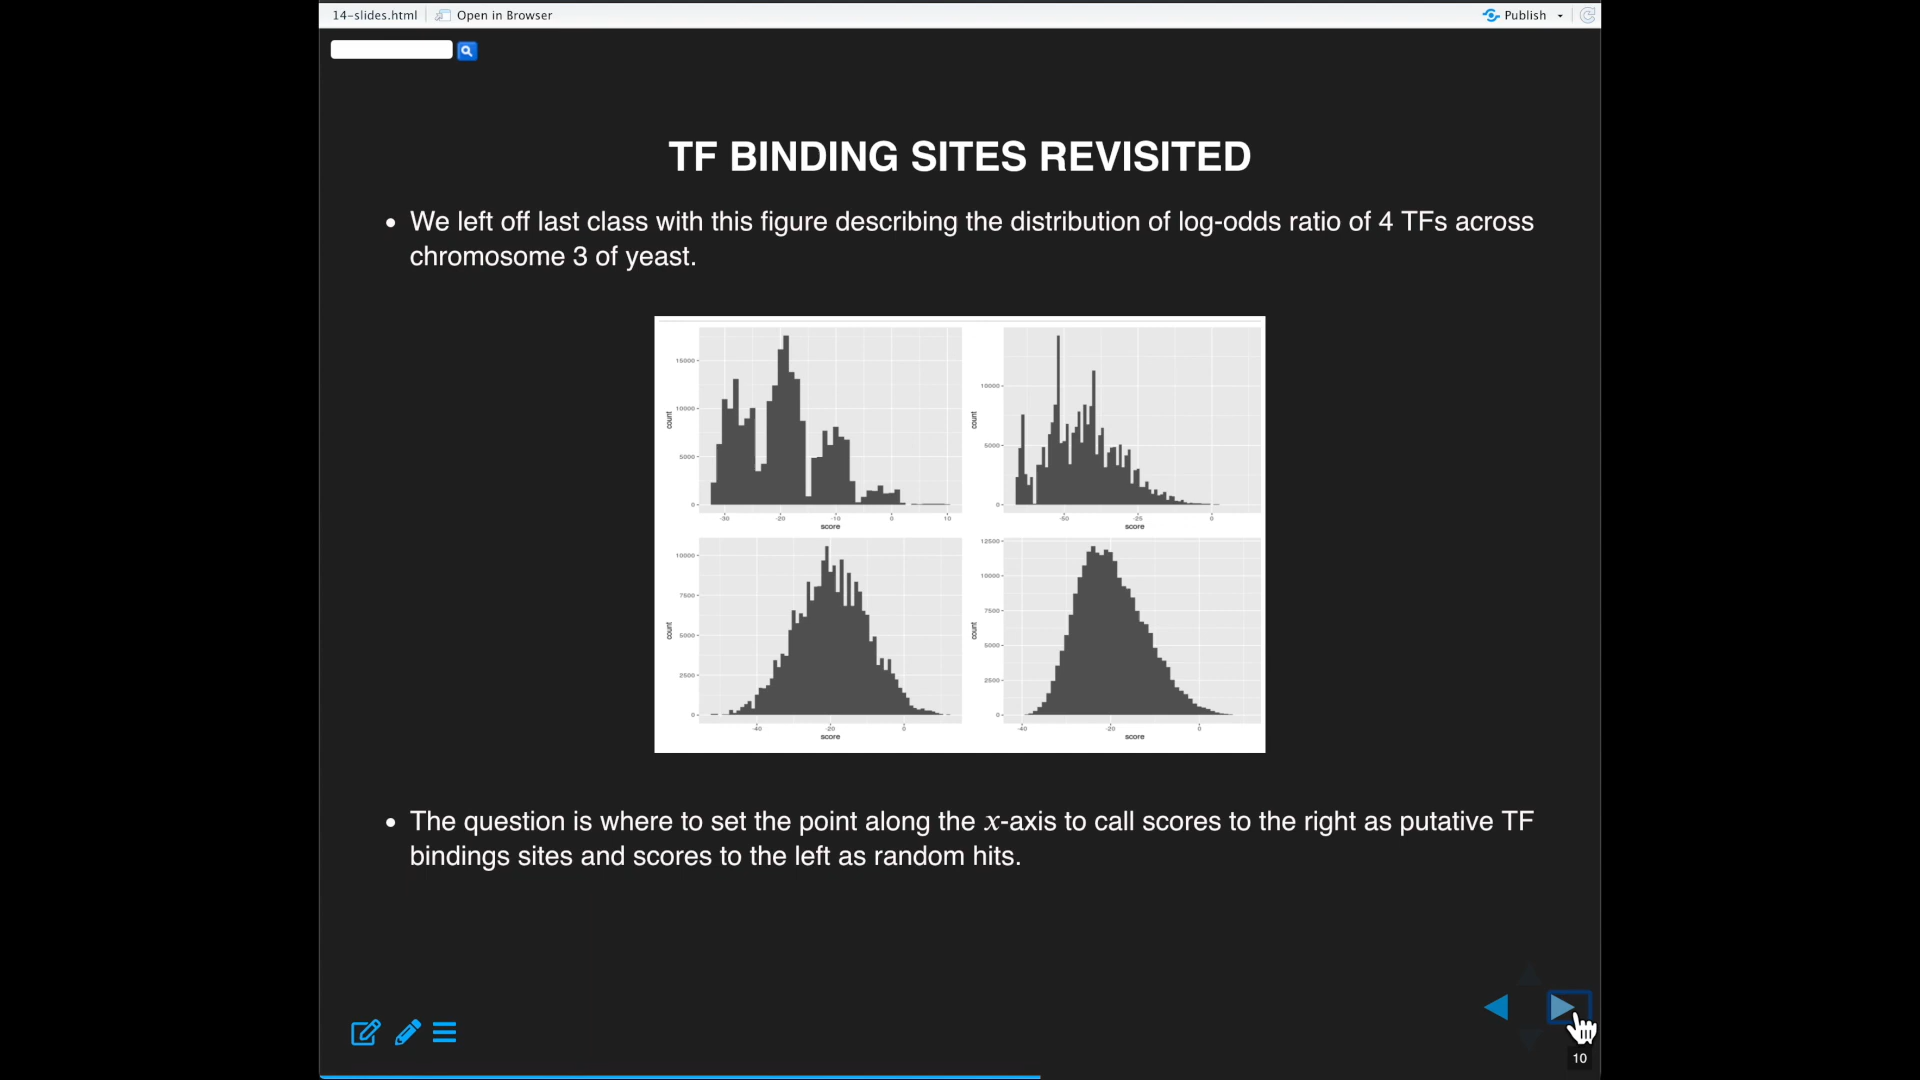 14-slides.html Open in Browser Publish
TF BINDING SITES REVISITED
• We left off last class with this figure describing the distribution of log-odds ratio of 4 TFs across
chromosome 3 of yeast.
15000
10000
5000
0
count
-30 -20 -10 0 10
score
10000
5000
0
count
-50 -25 0
score
10000
7500
5000
2500
0
count
-40 -20 0
score
12500
10000
7500
5000
2500
0
count
-40 -20 0
score
• The question is where to set the point along the x-axis to call scores to the right as putative TF
bindings sites and scores to the left as random hits.
10